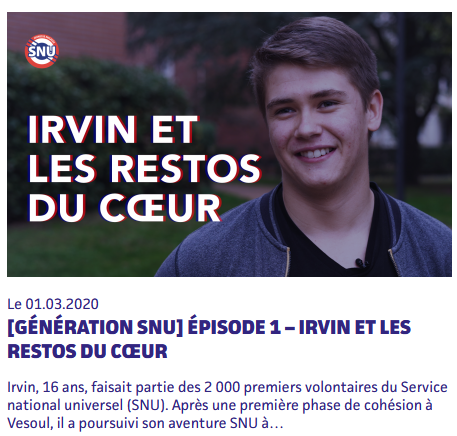 SNU
IRVIN ET
LES RESTOS
DU CŒUR
Le 01.03.2020
[GÉNÉRATION SNU] ÉPISODE 1 – IRVIN ET LES
RESTOS DU CŒUR
Irvin, 16 ans, faisait partie des 2 000 premiers volontaires du Service
national universel (SNU). Après une première phase de cohésion à
Vesoul, il a poursuivi son aventure SNU à…